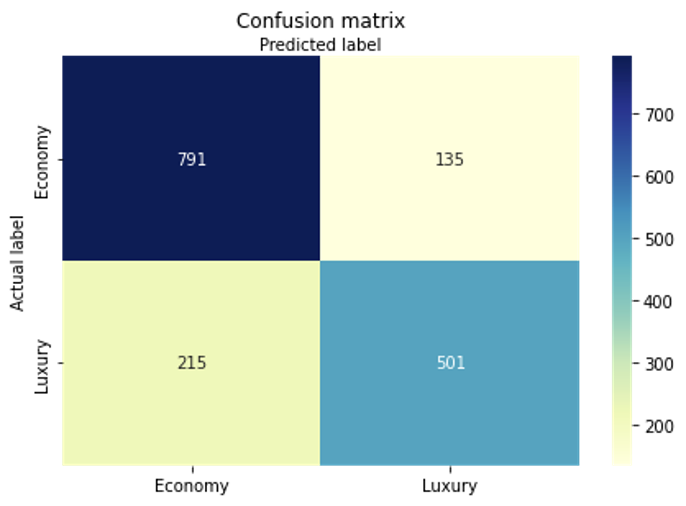 Confusion matrix
Predicted label
Actual label
Economy
791
135
Luxury
215
501
Economy
Luxury
700
600
500
400
300
200